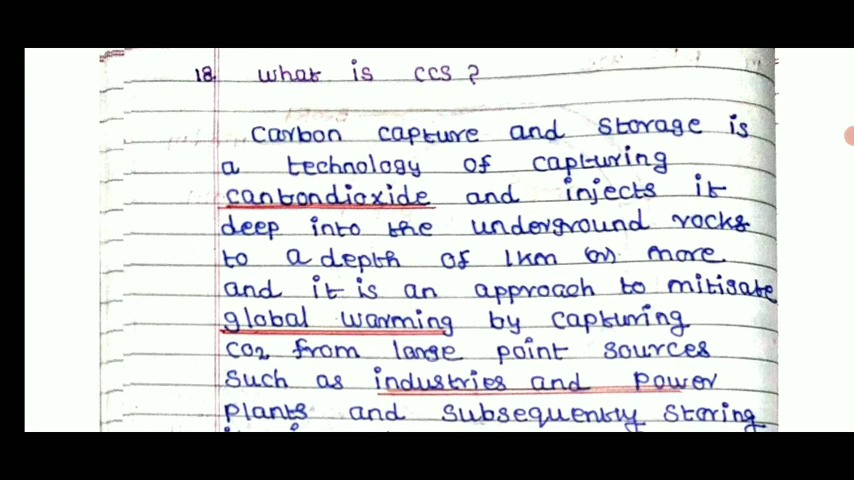 18. What is CCS?
Carbon capture and storage is
a technology of capturing
carbondioxide and injects it
deep into the underground rocks
to a depth of 1km (or) more
and it is an approach to mitigate
global warming by capturing
CO2 from large point sources
such as industries and power
plants and subsequently storing